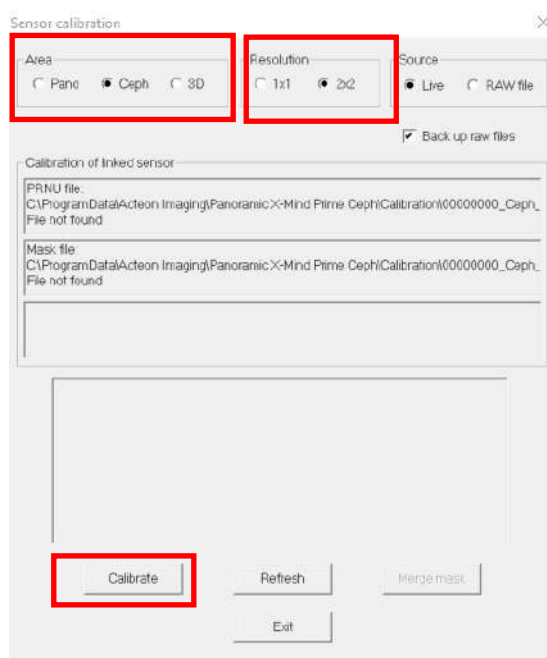 Sensor calibration
Area
Pano
Ceph
3D
Resolution
1x1
2x2
Source
Live
RAW file
Back up raw files
Calibration of linked sensor
PRNU file:
C:\ProgramData\Acteon Imaging\Panoramic X-Mind Prime Ceph\Calibration\00000000_Ceph_
File not found
Mask file:
C:\ProgramData\Acteon Imaging\Panoramic X-Mind Prime Ceph\Calibration\00000000_Ceph_
File not found
Calibrate
Refresh
Merge mask
Exit